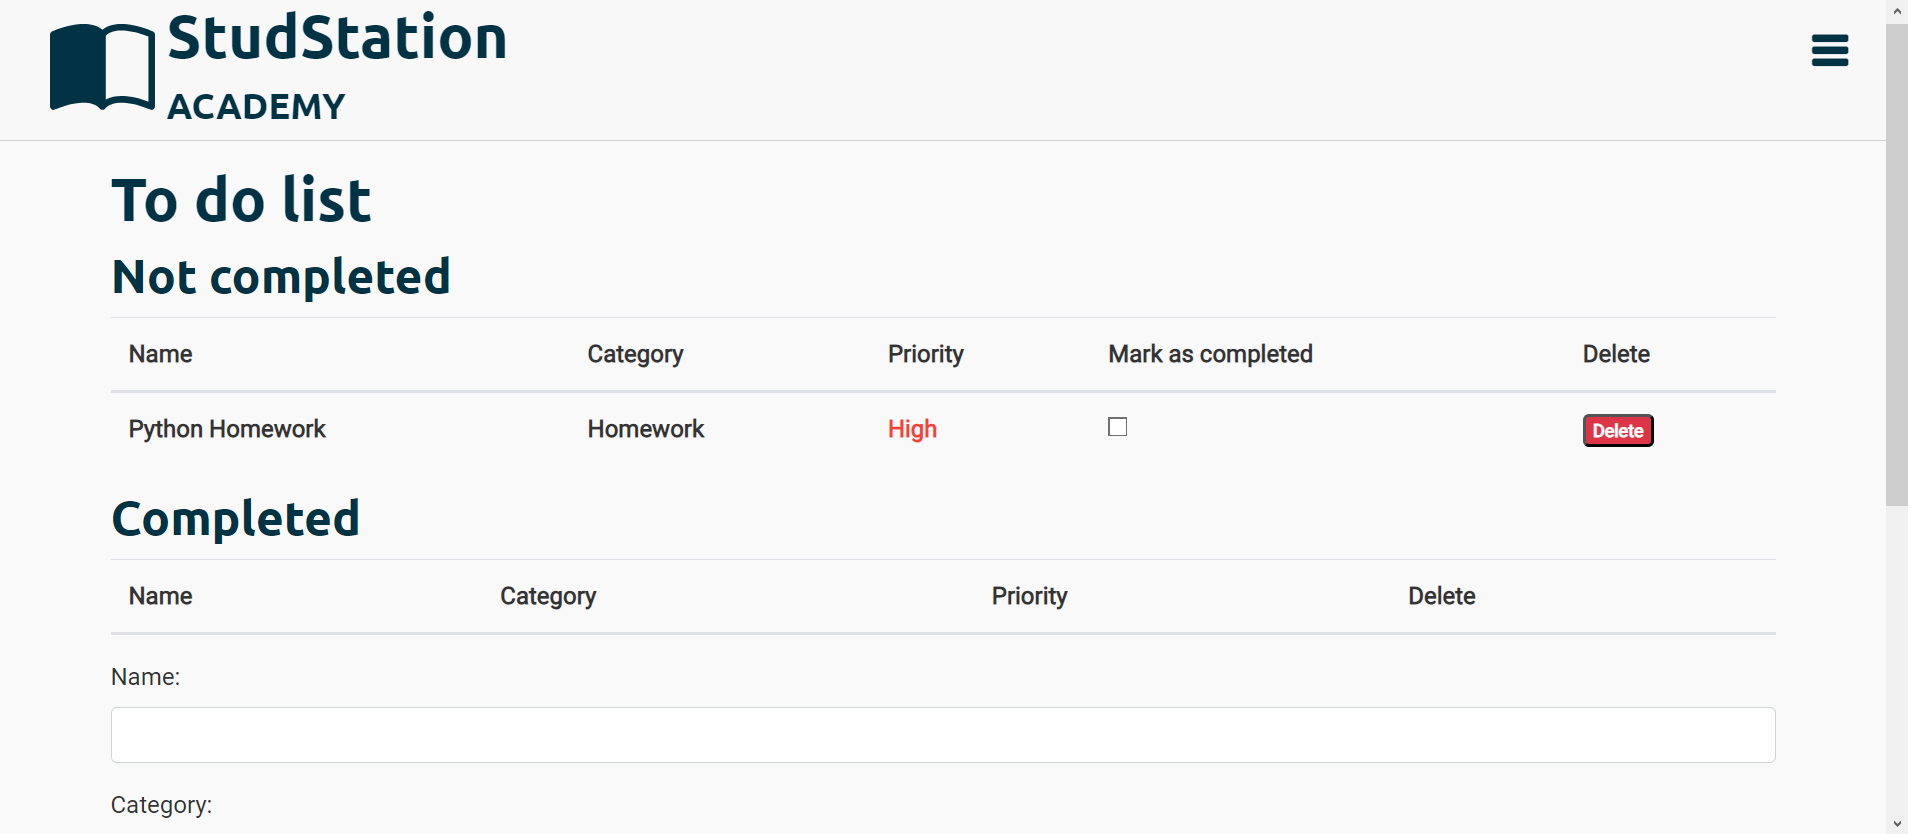 StudStation
ACADEMY
To do list
Not completed
Name Category Priority Mark as completed Delete
Python Homework Homework High Delete
Completed
Name Category Priority Delete
Name:
Category: